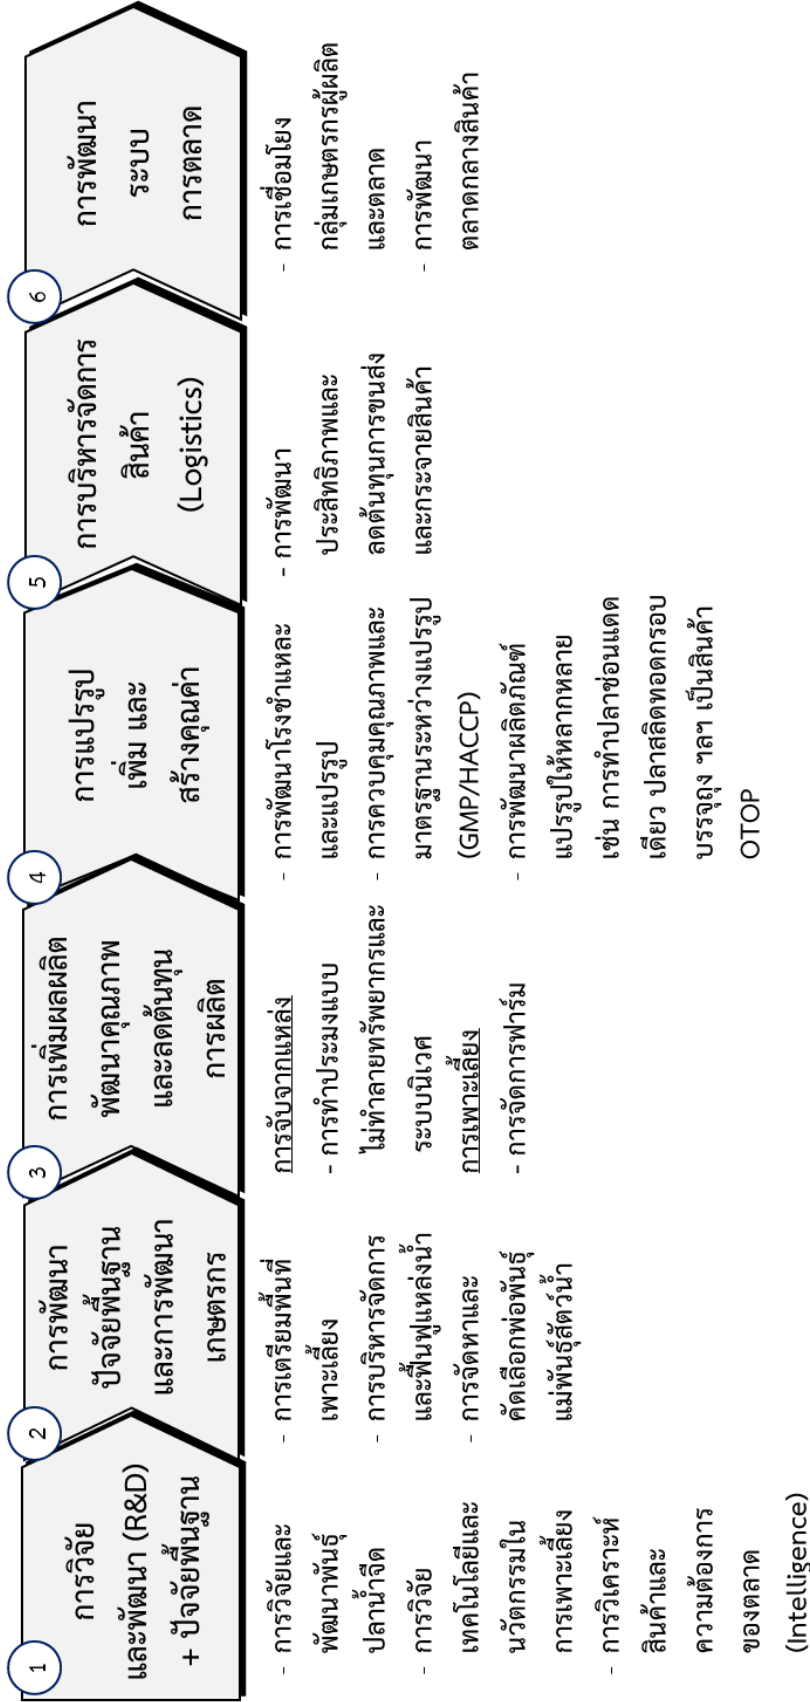 1
การวิจัย
และพัฒนา (R&D)
+ ปัจจัยพื้นฐาน
- การวิจัยและ
พัฒนาพันธุ์
ปลาน้ำจืด
- การวิจัย
เทคโนโลยีและ
นวัตกรรมใน
การเพาะเลี้ยง
- การวิเคราะห์
สินค้าและ
ความต้องการ
ของตลาด
(Intelligence)
2
การพัฒนา
ปัจจัยพื้นฐาน
และการพัฒนา
เกษตรกร
- การเตรียมพื้นที่
เพาะเลี้ยง
- การบริหารจัดการ
และฟื้นฟูแหล่งน้ำ
- การจัดหาและ
คัดเลือกพ่อพันธุ์
แม่พันธุ์สัตว์น้ำ
3
การเพิ่มผลผลิต
พัฒนาคุณภาพ
และลดต้นทุน
การผลิต
การจับจากแหล่ง
- การทำประมงแบบ
ไม่ทำลายทรัพยากรและ
ระบบนิเวศ
การเพาะเลี้ยง
- การจัดการฟาร์ม
4
การแปรรูป
เพิ่ม และ
สร้างคุณค่า
- การพัฒนาโรงชำแหละ
และแปรรูป
- การควบคุมคุณภาพและ
มาตรฐานระหว่างแปรรูป
(GMP/HACCP)
- การพัฒนาผลิตภัณฑ์
แปรรูปให้หลากหลาย
เช่น การทำปลาช่อนแดด
เดียว ปลาสลิดทอดกรอบ
บรรจุถุง ฯลฯ เป็นสินค้า
OTOP
5
การบริหารจัดการ
สินค้า
(Logistics)
- การพัฒนา
ประสิทธิภาพและ
ลดต้นทุนการขนส่ง
และกระจายสินค้า
6
การพัฒนา
ระบบ
การตลาด
- การเชื่อมโยง
กลุ่มเกษตรกรผู้ผลิต
และตลาด
- การพัฒนา
ตลาดกลางสินค้า